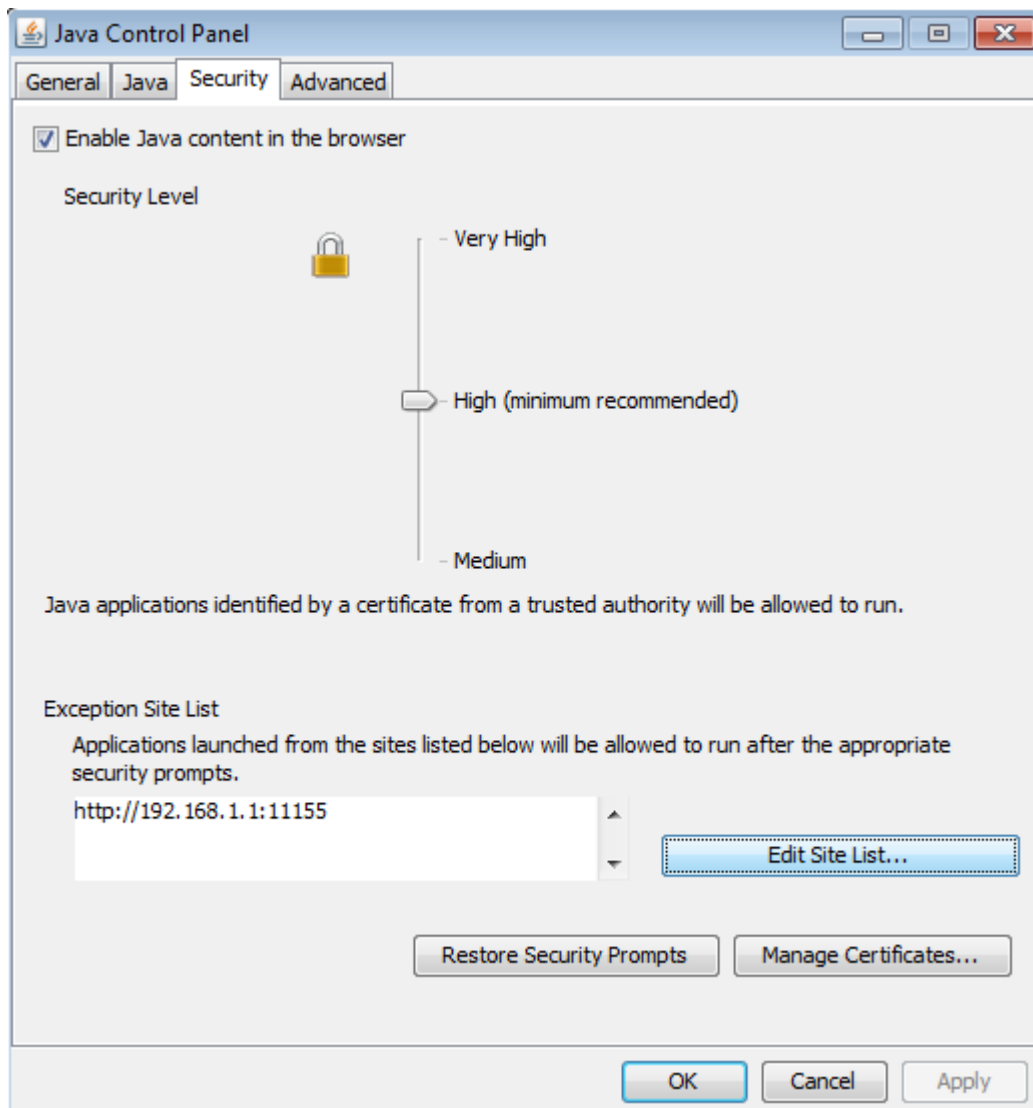 Java Control Panel
General
Java
Security
Advanced
Enable Java content in the browser
Security Level
Very High
High (minimum recommended)
Medium
Java applications identified by a certificate from a trusted authority will be allowed to run.
Exception Site List
Applications launched from the sites listed below will be allowed to run after the appropriate
security prompts.
http://192.168.1.1:11155
Edit Site List...
Restore Security Prompts
Manage Certificates...
OK
Cancel
Apply